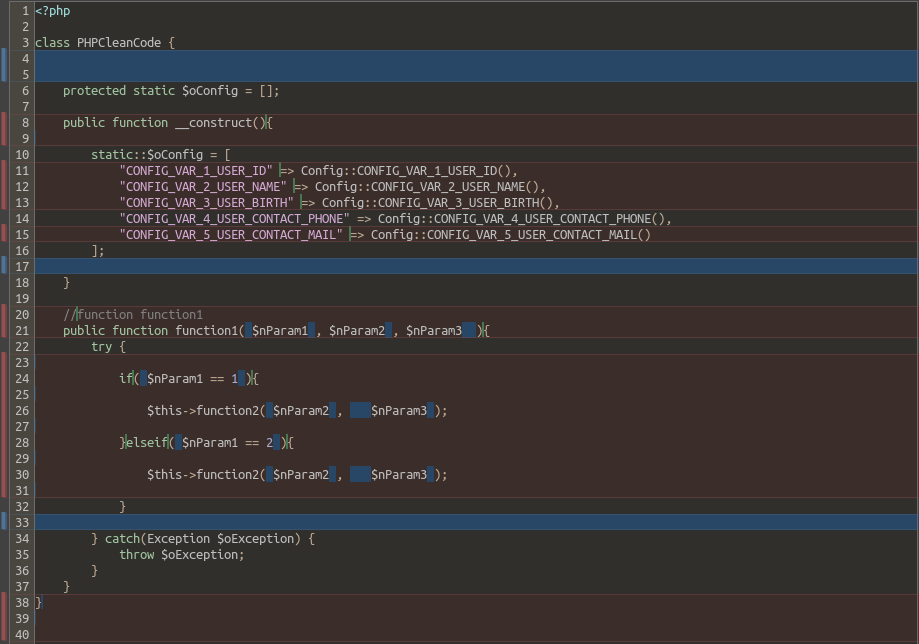 1 <?php
2
3 class PHPCleanCode {
4
5
6     protected static $oConfig = [];
7
8     public function __construct(){
9
10         static::$oConfig = [
11             "CONFIG_VAR_1_USER_ID" => Config::CONFIG_VAR_1_USER_ID(),
12             "CONFIG_VAR_2_USER_NAME" => Config::CONFIG_VAR_2_USER_NAME(),
13             "CONFIG_VAR_3_USER_BIRTH" => Config::CONFIG_VAR_3_USER_BIRTH(),
14             "CONFIG_VAR_4_USER_CONTACT_PHONE" => Config::CONFIG_VAR_4_USER_CONTACT_PHONE(),
15             "CONFIG_VAR_5_USER_CONTACT_MAIL" => Config::CONFIG_VAR_5_USER_CONTACT_MAIL()
16         ];
17
18     }
19
20     //function function1
21     public function function1( $nParam1 , $nParam2 , $nParam3  ){
22         try {
23
24             if( $nParam1 == 1 ){
25
26                 $this->function2( $nParam2 ,    $nParam3 );
27
28             }elseif( $nParam1 == 2 ){
29
30                 $this->function2( $nParam2 ,    $nParam3 );
31
32             }
33
34         } catch(Exception $oException) {
35             throw $oException;
36         }
37     }
38 }
39
40